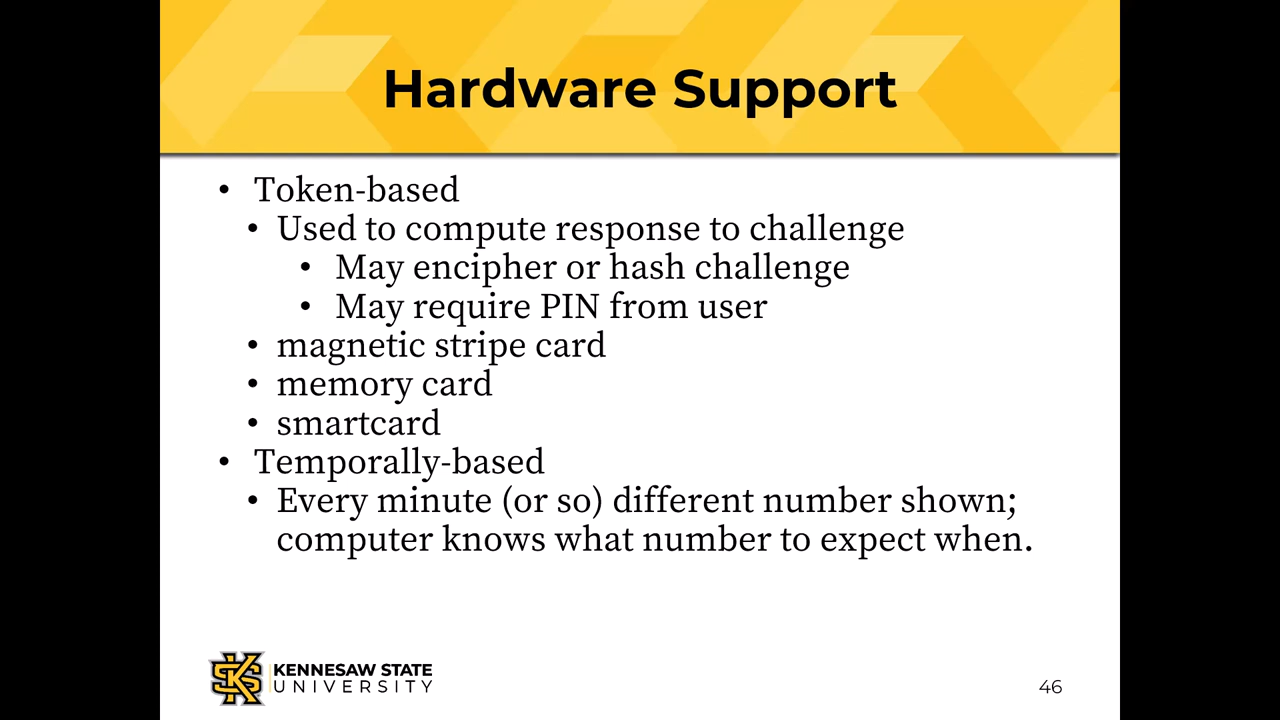 Hardware Support
• Token-based
• Used to compute response to challenge
• May encipher or hash challenge
• May require PIN from user
• magnetic stripe card
• memory card
• smartcard
• Temporally-based
• Every minute (or so) different number shown;
computer knows what number to expect when.
KS
KENNESAW STATE
UNIVERSITY
46